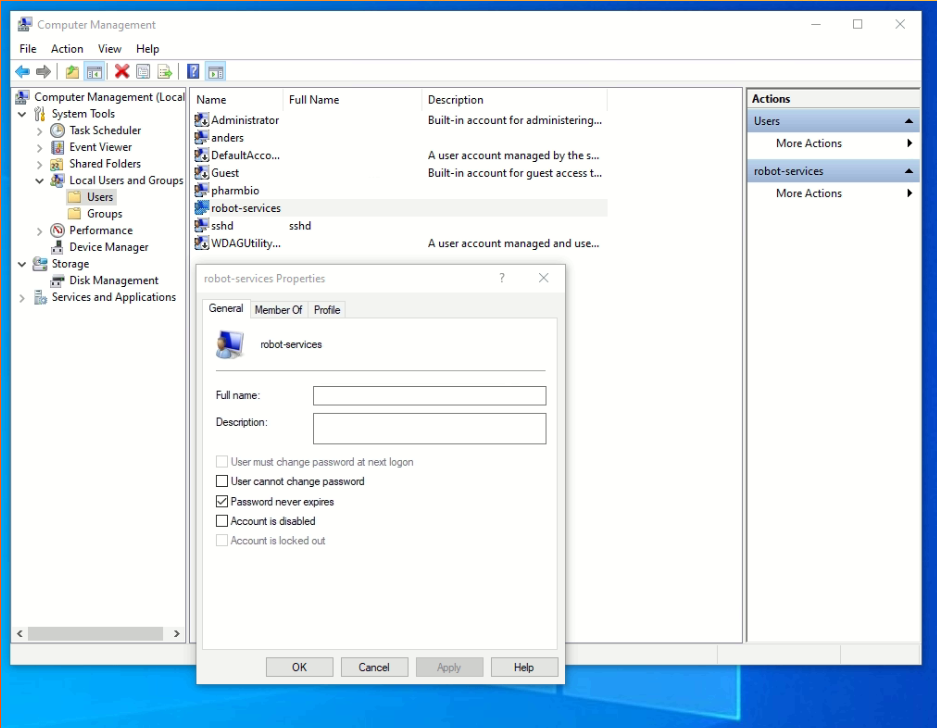 Computer Management
File Action View Help
Computer Management (Local
System Tools
Task Scheduler
Event Viewer
Shared Folders
Local Users and Groups
Users
Groups
Performance
Device Manager
Storage
Disk Management
Services and Applications
Name Full Name Description
Administrator Built-in account for administering...
anders
DefaultAcco... A user account managed by the s...
Guest Built-in account for guest access t...
pharmbio
robot-services
sshd sshd
WDAGUtility... A user account managed and use...
Actions
Users
More Actions
robot-services
More Actions
robot-services Properties
General Member Of Profile
robot-services
Full name:
Description:
User must change password at next logon
User cannot change password
Password never expires
Account is disabled
Account is locked out
OK Cancel Apply Help